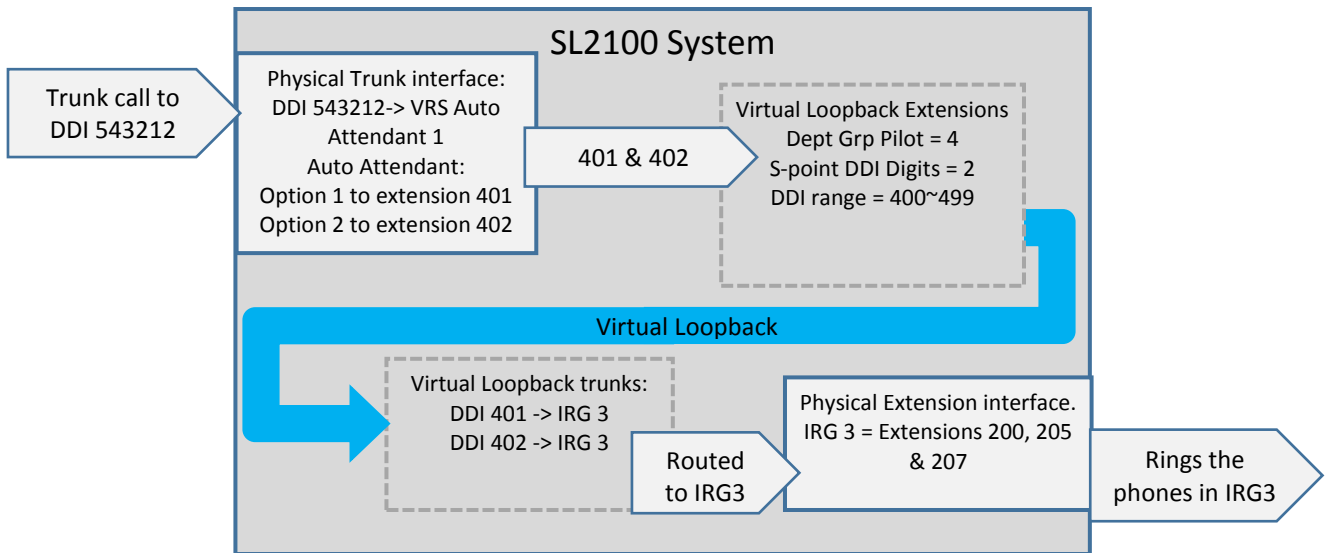 SL2100 System
Trunk call to
DDI 543212
Physical Trunk interface:
DDI 543212-> VRS Auto
Attendant 1
Auto Attendant:
Option 1 to extension 401
Option 2 to extension 402
401 & 402
Virtual Loopback Extensions
Dept Grp Pilot = 4
S-point DDI Digits = 2
DDI range = 400~499
Virtual Loopback
Virtual Loopback trunks:
DDI 401 -> IRG 3
DDI 402 -> IRG 3
Routed
to IRG3
Physical Extension interface.
IRG 3 = Extensions 200, 205
& 207
Rings the
phones in IRG3